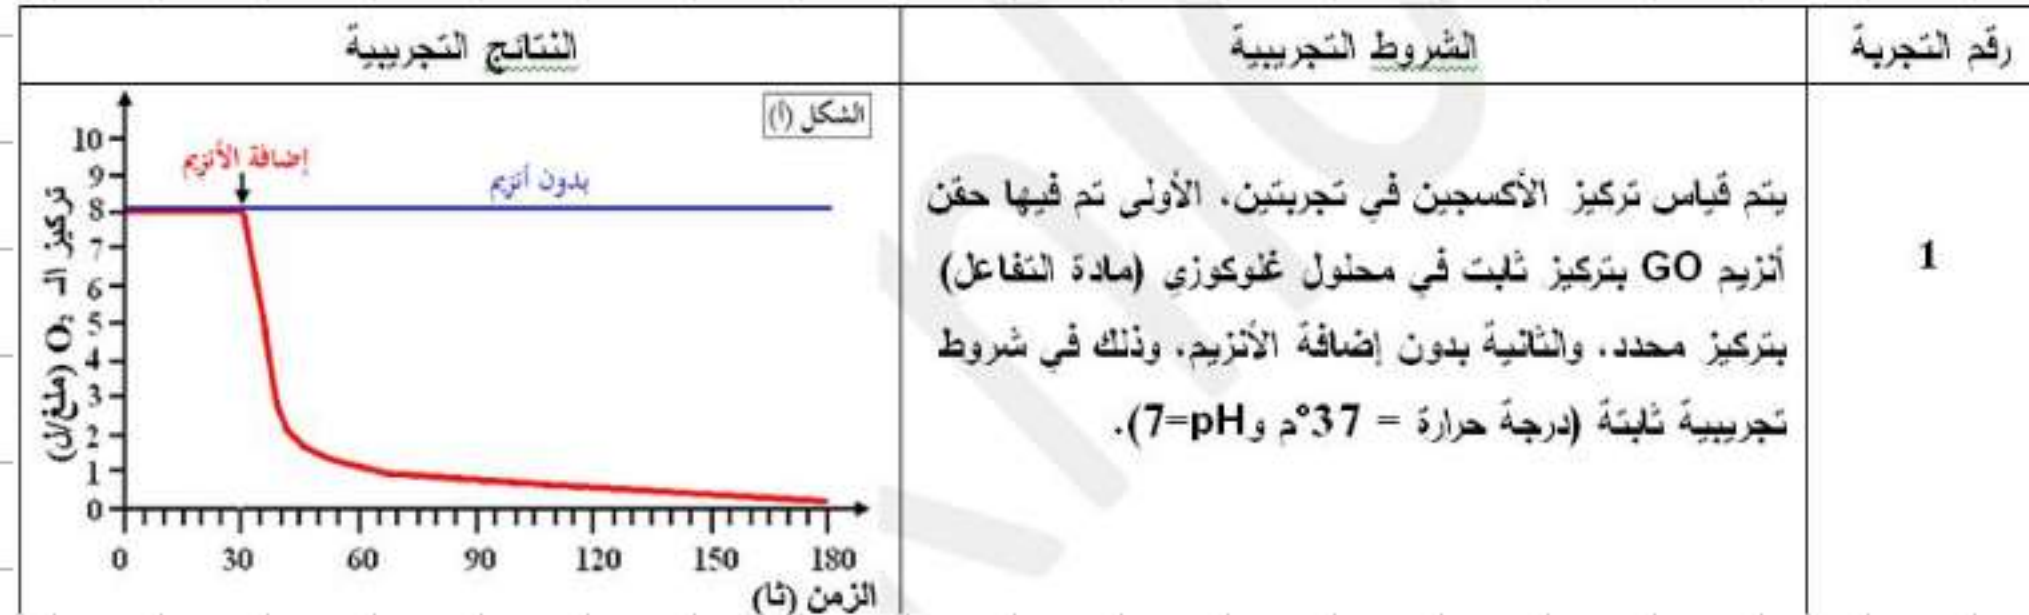 رقم التجربة
الشروط التجريبية
النتائج التجريبية
1
يتم قياس تركيز الأكسجين في تجربتين، الأولى تم فيها حقن
أنزيم GO بتركيز ثابت في محلول غلوكوزي (مادة التفاعل)
بتركيز محدد، والثانية بدون إضافة الأنزيم، وذلك في شروط
تجريبية ثابتة (درجة حرارة = 37°م وpH=7).
الشكل (أ)
إضافة الأنزيم
بدون أنزيم
تركيز الـ O₂ (ملغ/ل)
10
9
8
7
6
5
4
3
2
1
0
0 30 60 90 120 150 180
الزمن (ثا)